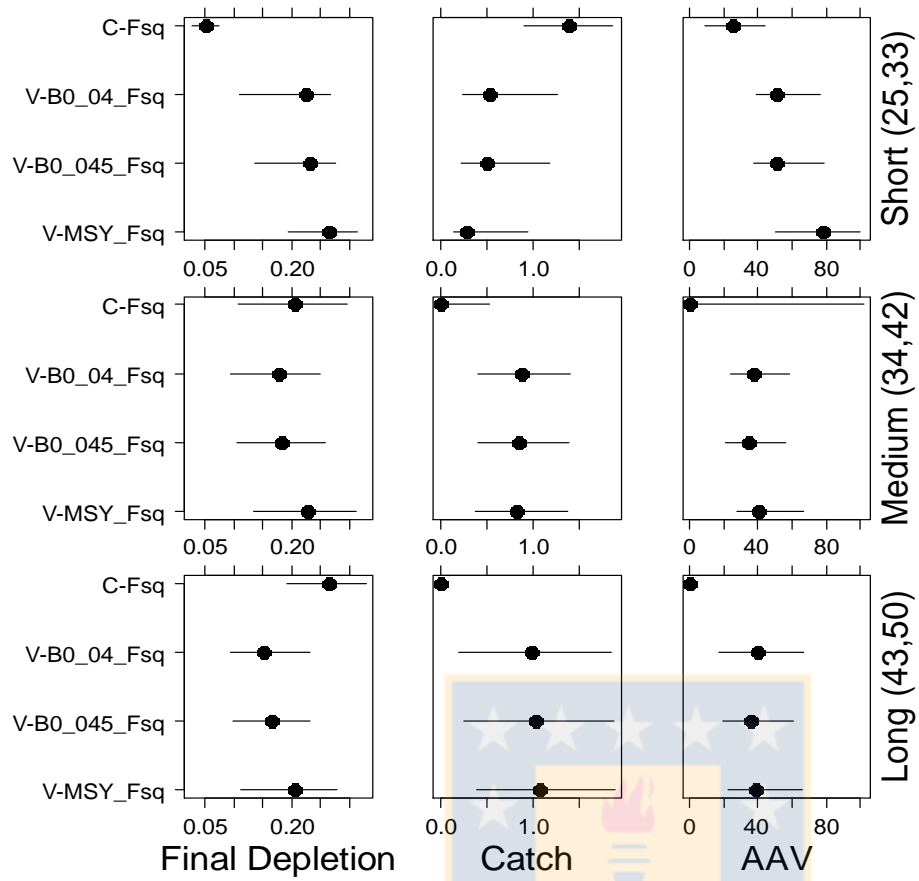 C-Fsq
V-B0_04_Fsq
V-B0_045_Fsq
V-MSY_Fsq
0.05 0.20
0.0 1.0
0 40 80
Short (25,33)
C-Fsq
V-B0_04_Fsq
V-B0_045_Fsq
V-MSY_Fsq
0.05 0.20
0.0 1.0
0 40 80
Medium (34,42)
C-Fsq
V-B0_04_Fsq
V-B0_045_Fsq
V-MSY_Fsq
0.05 0.20
0.0 1.0
0 40 80
Long (43,50)
Final Depletion
Catch
AAV